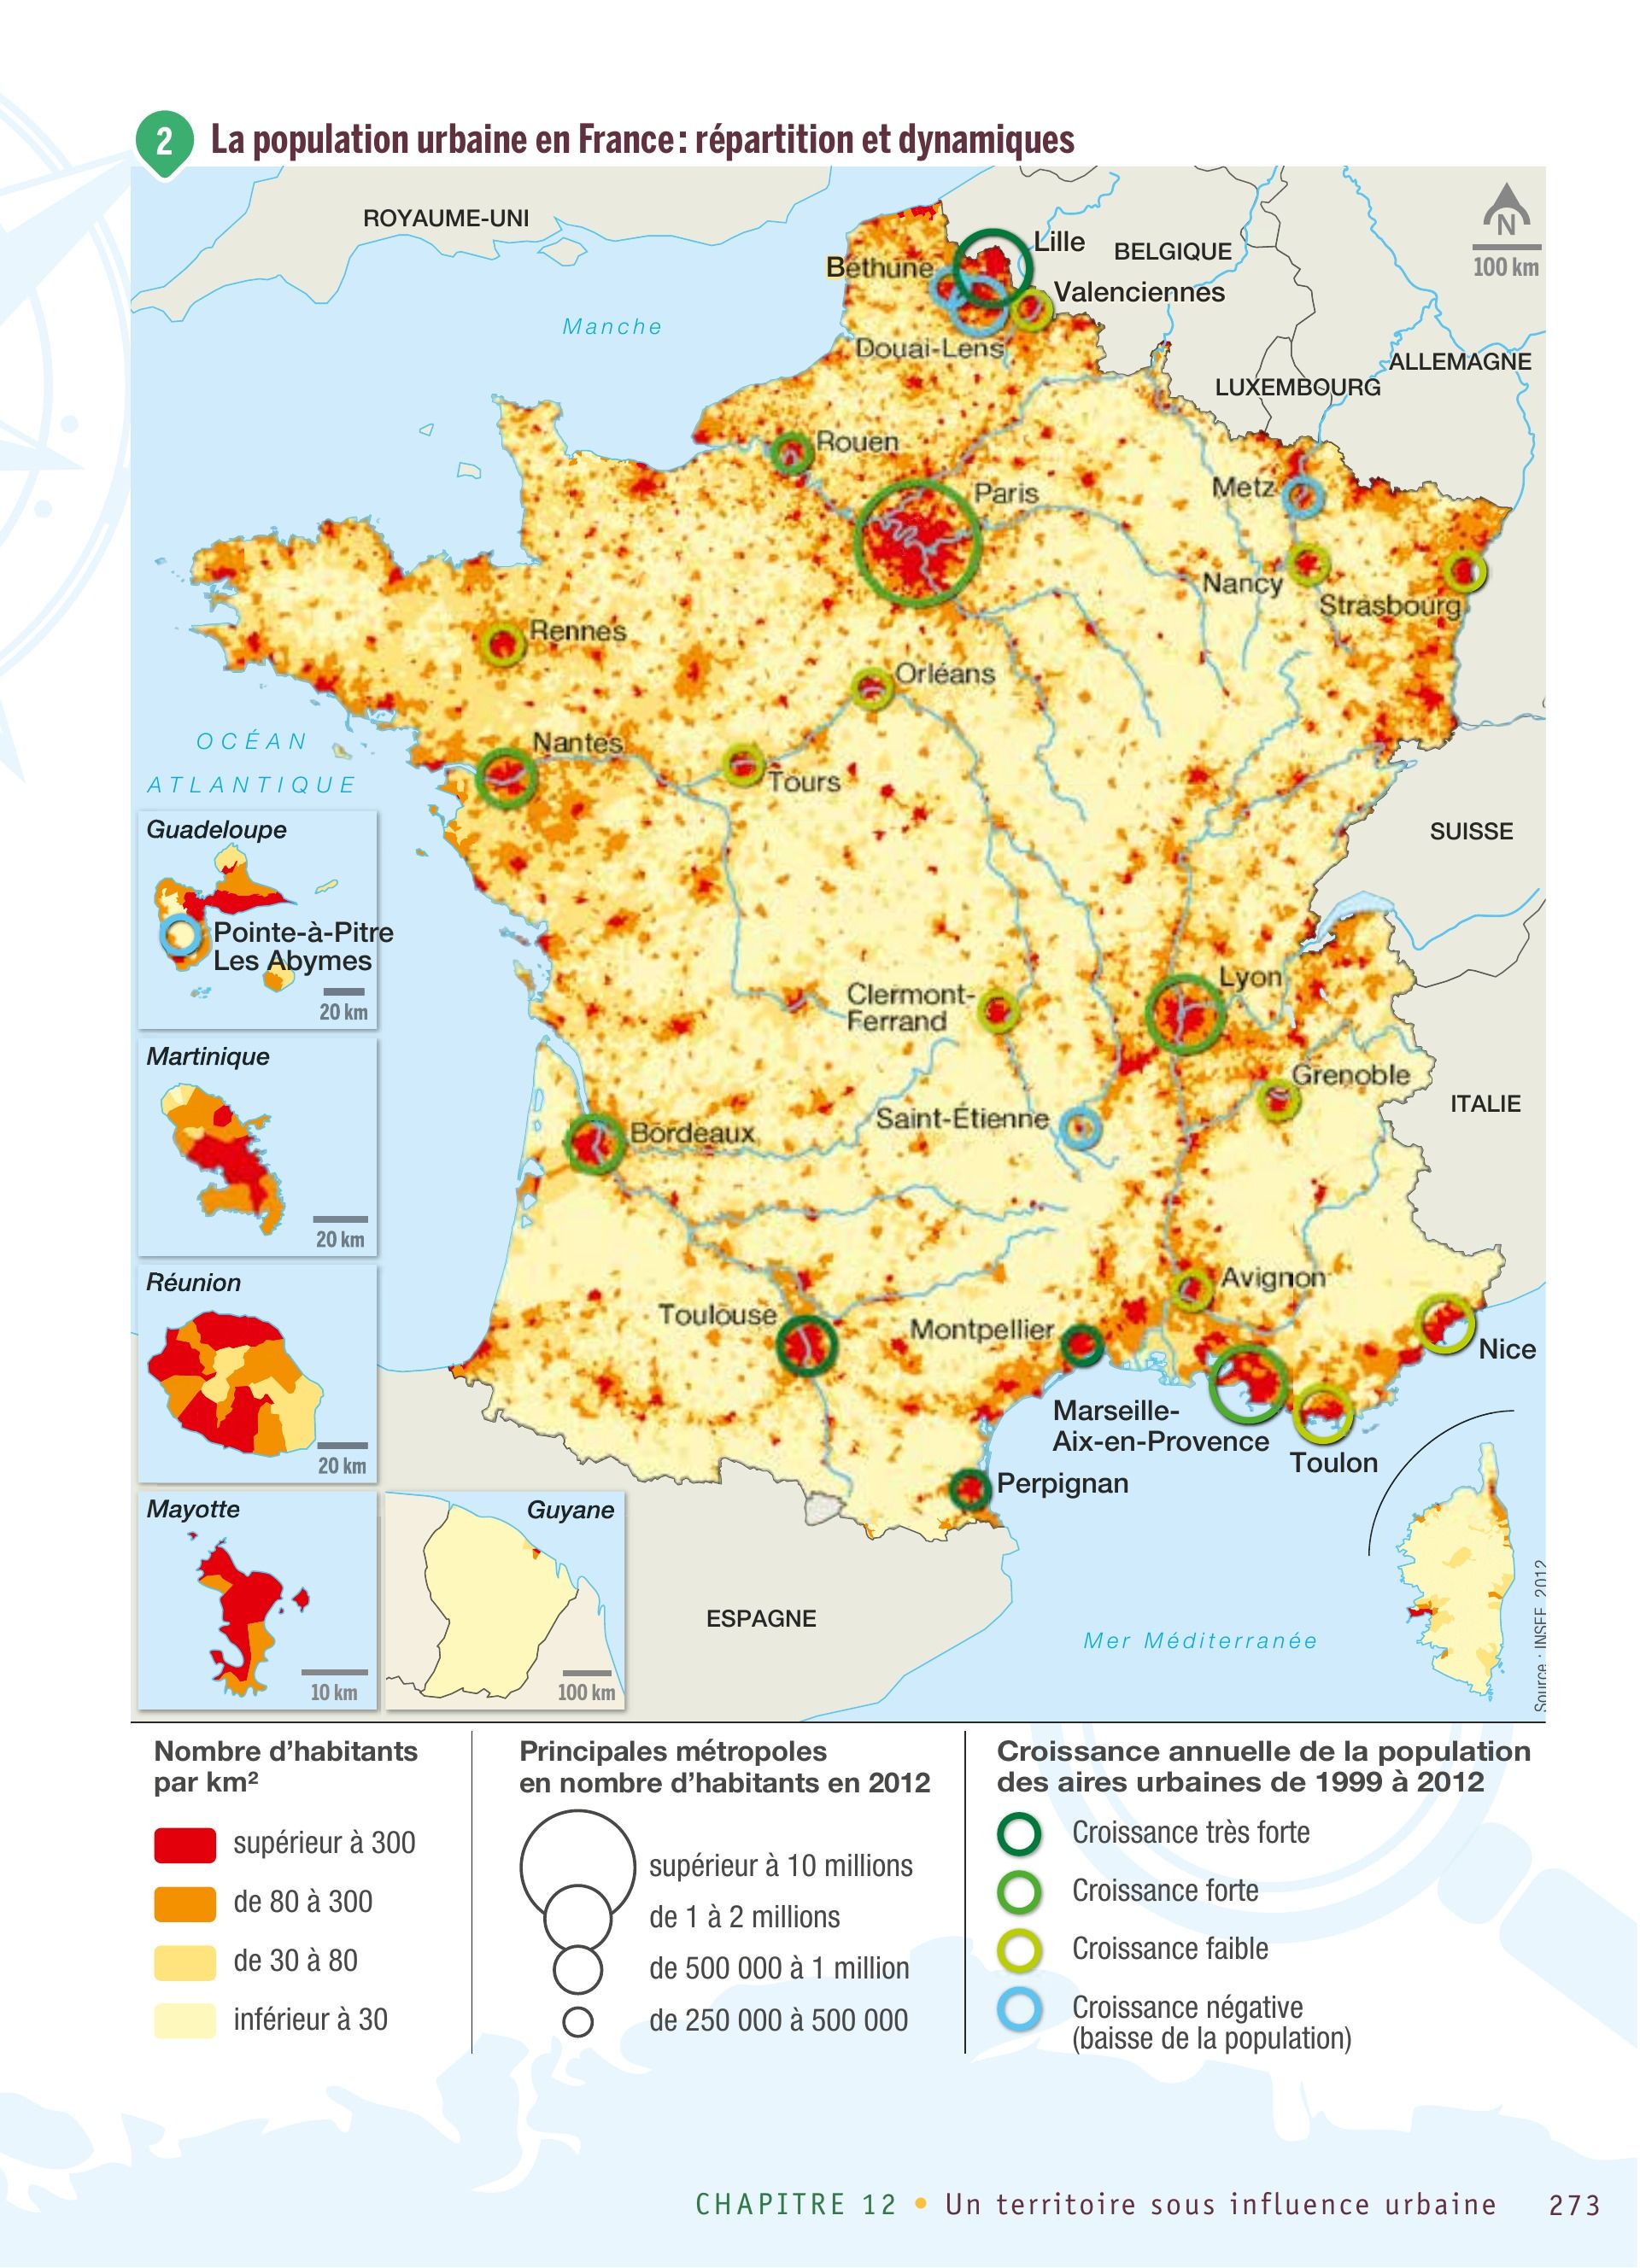 2
La population urbaine en France : répartition et dynamiques
ROYAUME-UNI
N
100 km
Lille
BELGIQUE
Béthune
Valenciennes
Manche
Douai-Lens
ALLEMAGNE
LUXEMBOURG
Rouen
Paris
Metz
Nancy
Strasbourg
Rennes
Orléans
OCÉAN
ATLANTIQUE
Nantes
Tours
SUISSE
Guadeloupe
Pointe-à-Pitre
Les Abymes
20 km
Lyon
Clermont-
Ferrand
Martinique
20 km
Grenoble
Saint-Étienne
ITALIE
Bordeaux
Réunion
20 km
Avignon
Toulouse
Montpellier
Nice
Marseille-
Aix-en-Provence
Toulon
Perpignan
Mayotte
10 km
Guyane
100 km
ESPAGNE
Mer Méditerranée
Source : INSEE, 2012
Nombre d’habitants
par km²
supérieur à 300
de 80 à 300
de 30 à 80
inférieur à 30
Principales métropoles
en nombre d’habitants en 2012
supérieur à 10 millions
de 1 à 2 millions
de 500 000 à 1 million
de 250 000 à 500 000
Croissance annuelle de la population
des aires urbaines de 1999 à 2012
Croissance très forte
Croissance forte
Croissance faible
Croissance négative
(baisse de la population)
CHAPITRE 12 • Un territoire sous influence urbaine 273